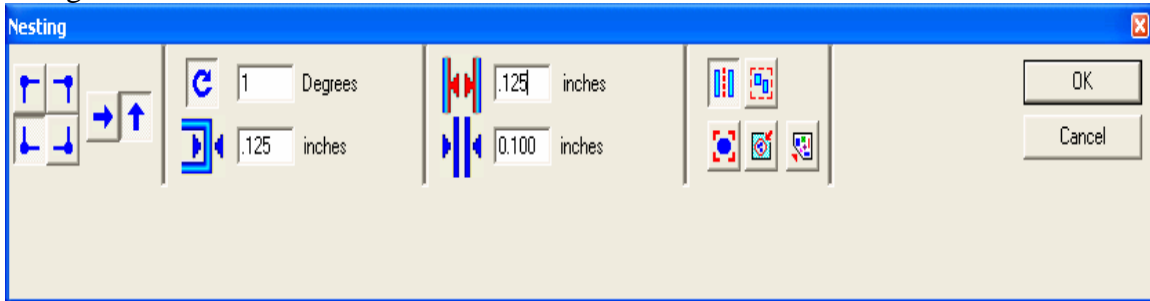 Nesting
1 Degrees
.125 inches
.125 inches
0.100 inches
OK
Cancel